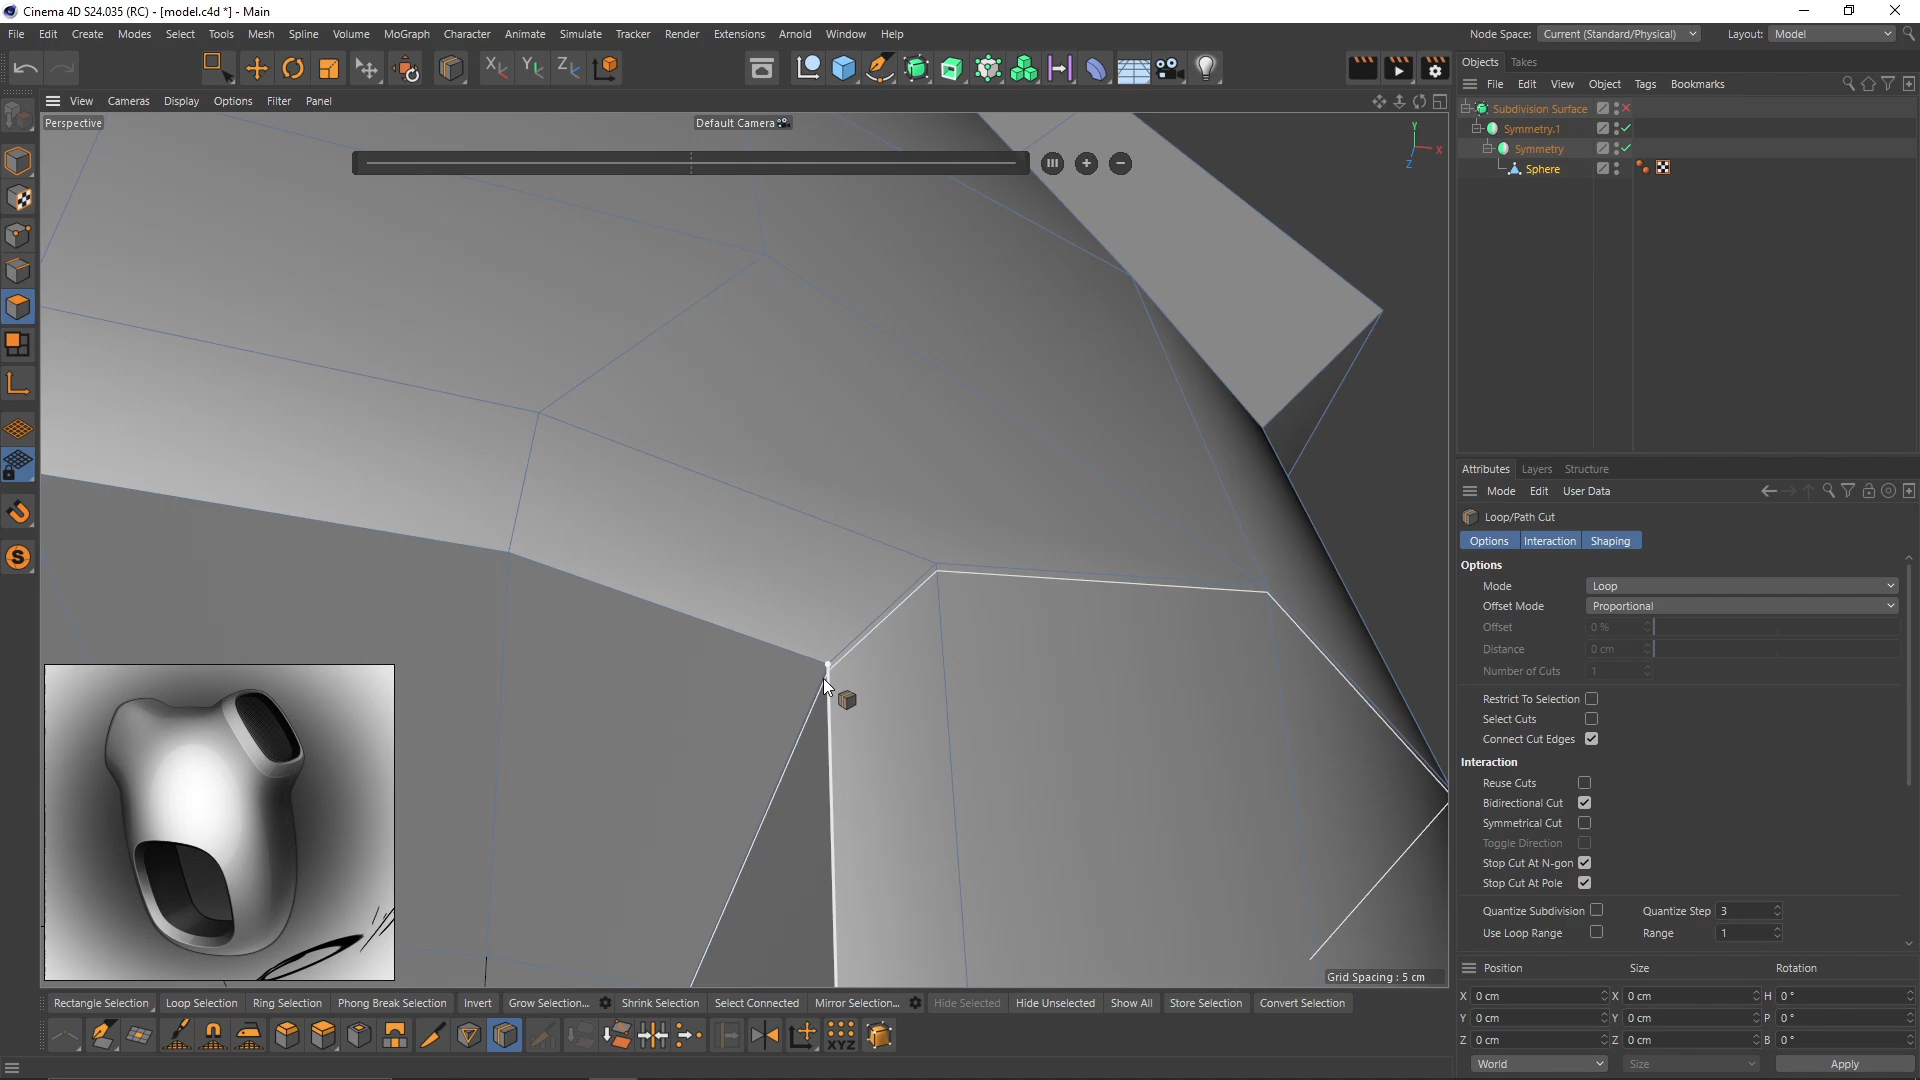 Cinema 4D S24.035 (RC) - [model.c4d *] - Main
File Edit Create Modes Select Tools Mesh Spline Volume MoGraph Character Animate Simulate Tracker Render Extensions Arnold Window Help Node Space: Current (Standard/Physical) Layout: Model
X Y Z
View Cameras Display Options Filter Panel
Perspective
Default Camera
Y
X
Z
Grid Spacing : 5 cm
Objects Takes
File Edit View Object Tags Bookmarks
Subdivision Surface
Symmetry.1
Symmetry
Sphere
Attributes Layers Structure
Mode Edit User Data
Loop/Path Cut
Options Interaction Shaping
Options
Mode Loop
Offset Mode Proportional
Offset 0 %
Distance 0 cm
Number of Cuts 1
Restrict To Selection
Select Cuts
Connect Cut Edges
Interaction
Reuse Cuts
Bidirectional Cut
Symmetrical Cut
Toggle Direction
Stop Cut At N-gon
Stop Cut At Pole
Quantize Subdivision Quantize Step 3
Use Loop Range Range 1
Position Size Rotation
X 0 cm X 0 cm H 0 °
Y 0 cm Y 0 cm P 0 °
Z 0 cm Z 0 cm B 0 °
World Size Apply
Rectangle Selection Loop Selection Ring Selection Phong Break Selection Invert Grow Selection... Shrink Selection Select Connected Mirror Selection... Hide Selected Hide Unselected Show All Store Selection Convert Selection
XYZ